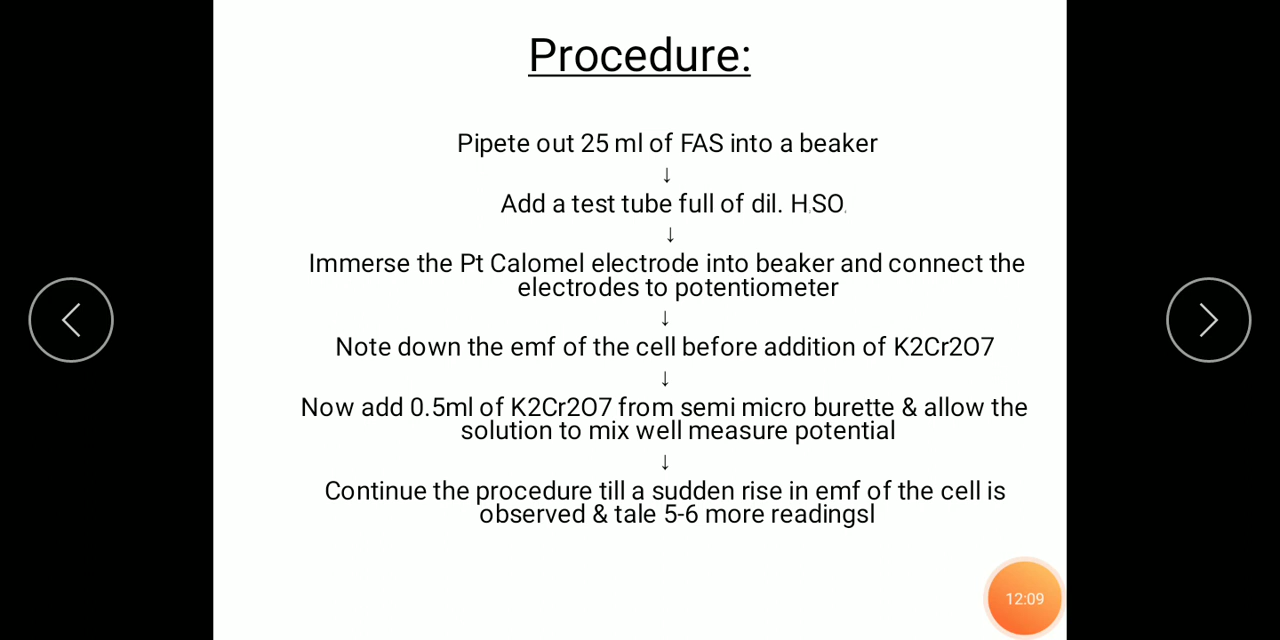 Procedure:
Pipete out 25 ml of FAS into a beaker
↓
Add a test tube full of dil. HSO
↓
Immerse the Pt Calomel electrode into beaker and connect the
electrodes to potentiometer
↓
Note down the emf of the cell before addition of K2Cr2O7
↓
Now add 0.5ml of K2Cr2O7 from semi micro burette & allow the
solution to mix well measure potential
↓
Continue the procedure till a sudden rise in emf of the cell is
observed & tale 5-6 more readingsl
12:09